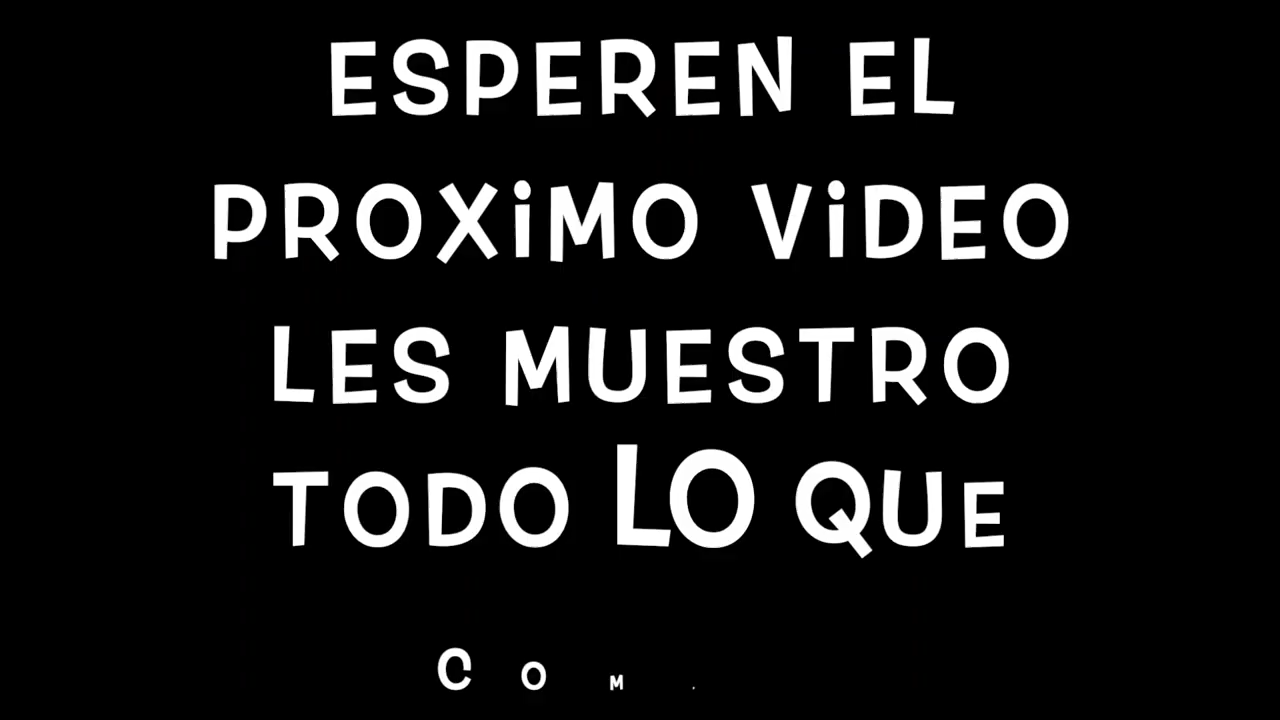 ESPEREN EL
PROXiMO ViDEO
LES MUESTRO
TODO LO QUE
COM